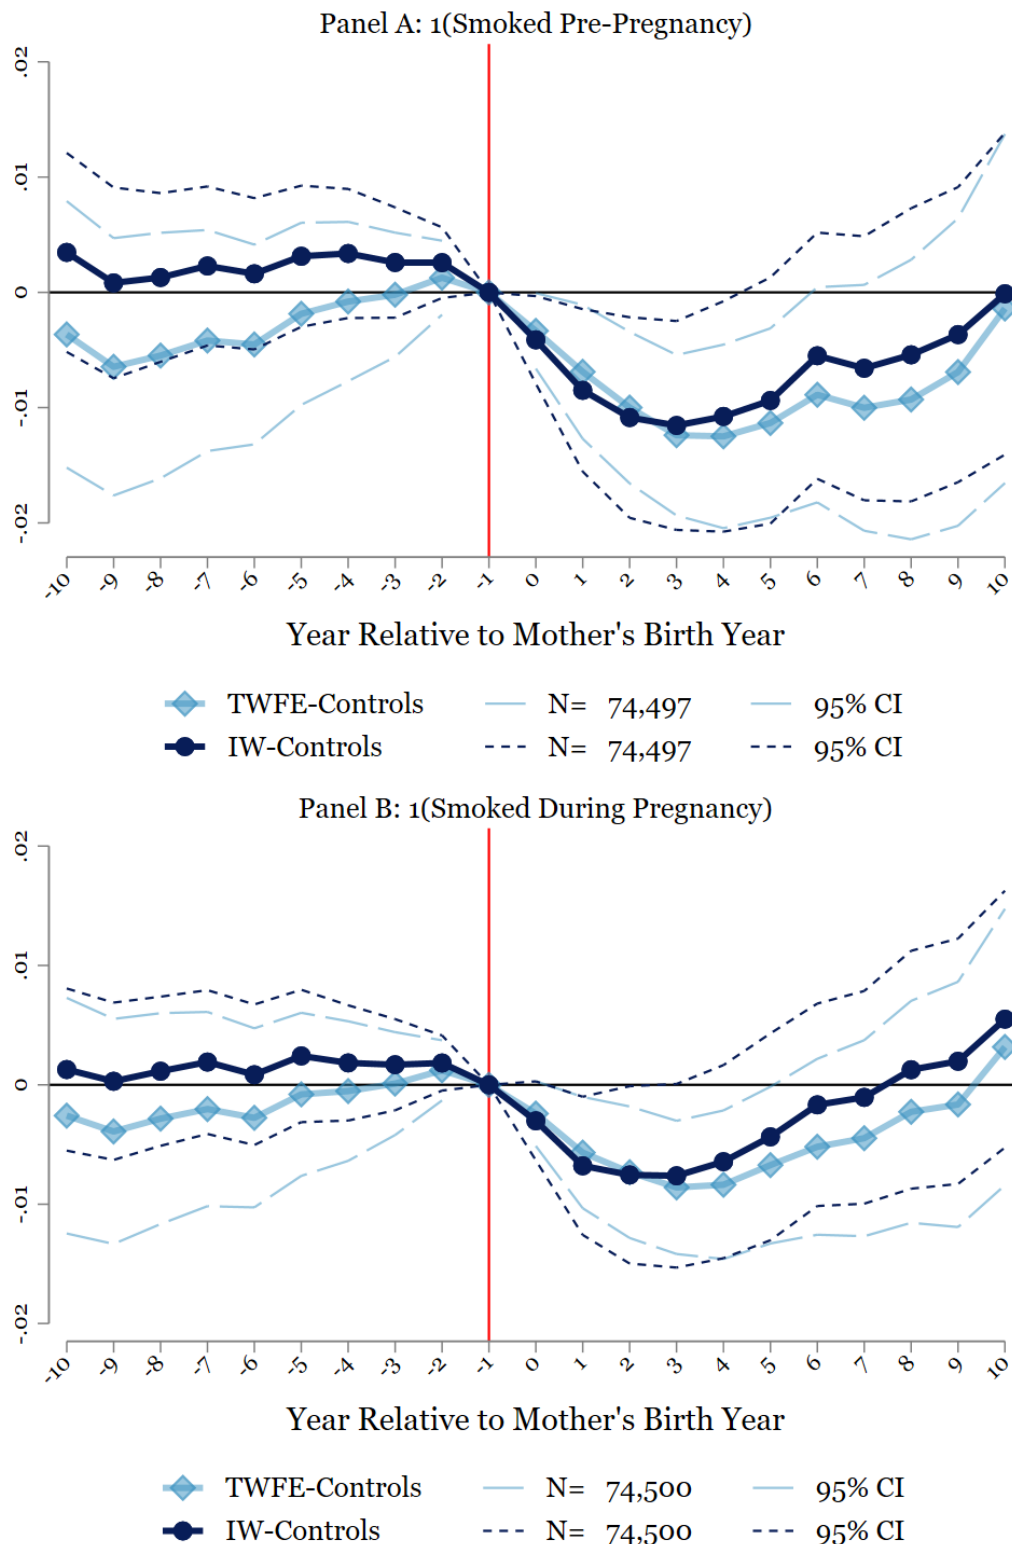 Panel A: 1(Smoked Pre-Pregnancy)
.02
.01
0
-.01
-.02
-10 -9 -8 -7 -6 -5 -4 -3 -2 -1 0 1 2 3 4 5 6 7 8 9 10
Year Relative to Mother's Birth Year
TWFE-Controls N= 74,497 95% CI
IW-Controls N= 74,497 95% CI
Panel B: 1(Smoked During Pregnancy)
.02
.01
0
-.01
-.02
-10 -9 -8 -7 -6 -5 -4 -3 -2 -1 0 1 2 3 4 5 6 7 8 9 10
Year Relative to Mother's Birth Year
TWFE-Controls N= 74,500 95% CI
IW-Controls N= 74,500 95% CI